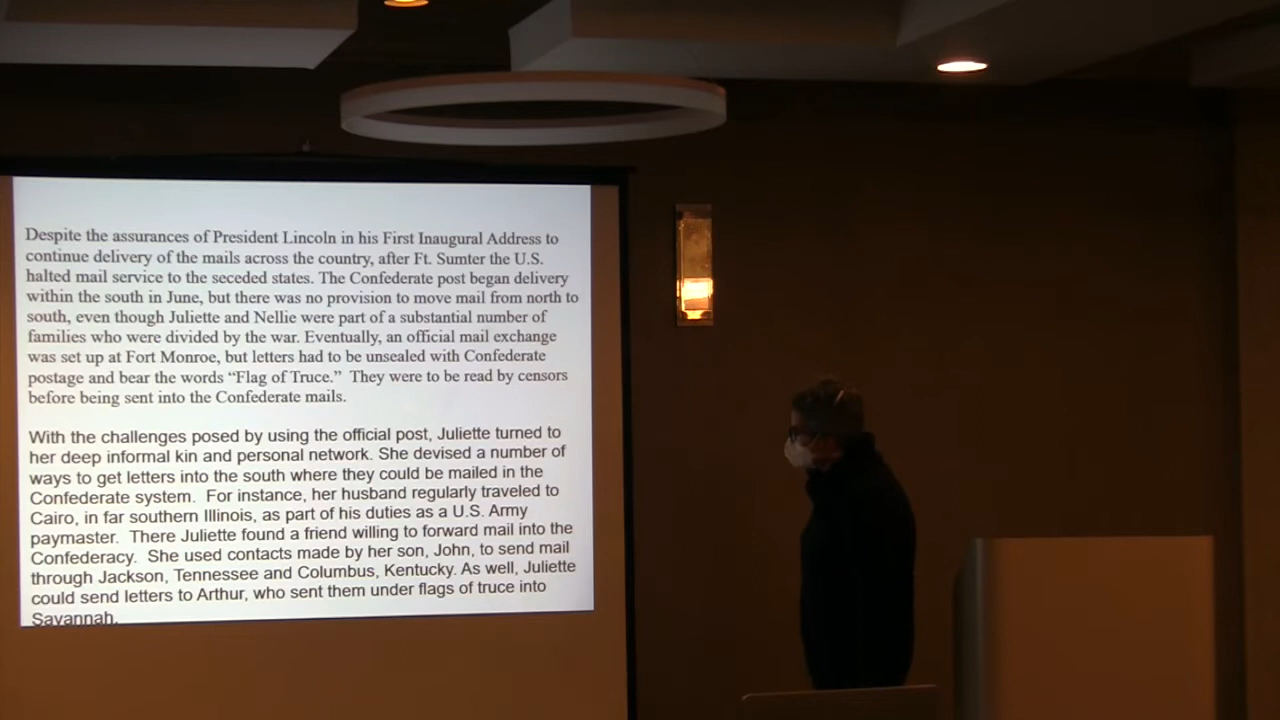 Despite the assurances of President Lincoln in his First Inaugural Address to
continue delivery of the mails across the country, after Ft. Sumter the U.S.
halted mail service to the seceded states. The Confederate post began delivery
within the south in June, but there was no provision to move mail from north to
south, even though Juliette and Nellie were part of a substantial number of
families who were divided by the war. Eventually, an official mail exchange
was set up at Fort Monroe, but letters had to be unsealed with Confederate
postage and bear the words “Flag of Truce.” They were to be read by censors
before being sent into the Confederate mails.
With the challenges posed by using the official post, Juliette turned to
her deep informal kin and personal network. She devised a number of
ways to get letters into the south where they could be mailed in the
Confederate system. For instance, her husband regularly traveled to
Cairo, in far southern Illinois, as part of his duties as a U.S. Army
paymaster. There Juliette found a friend willing to forward mail into the
Confederacy. She used contacts made by her son, John, to send mail
through Jackson, Tennessee and Columbus, Kentucky. As well, Juliette
could send letters to Arthur, who sent them under flags of truce into
Savannah.